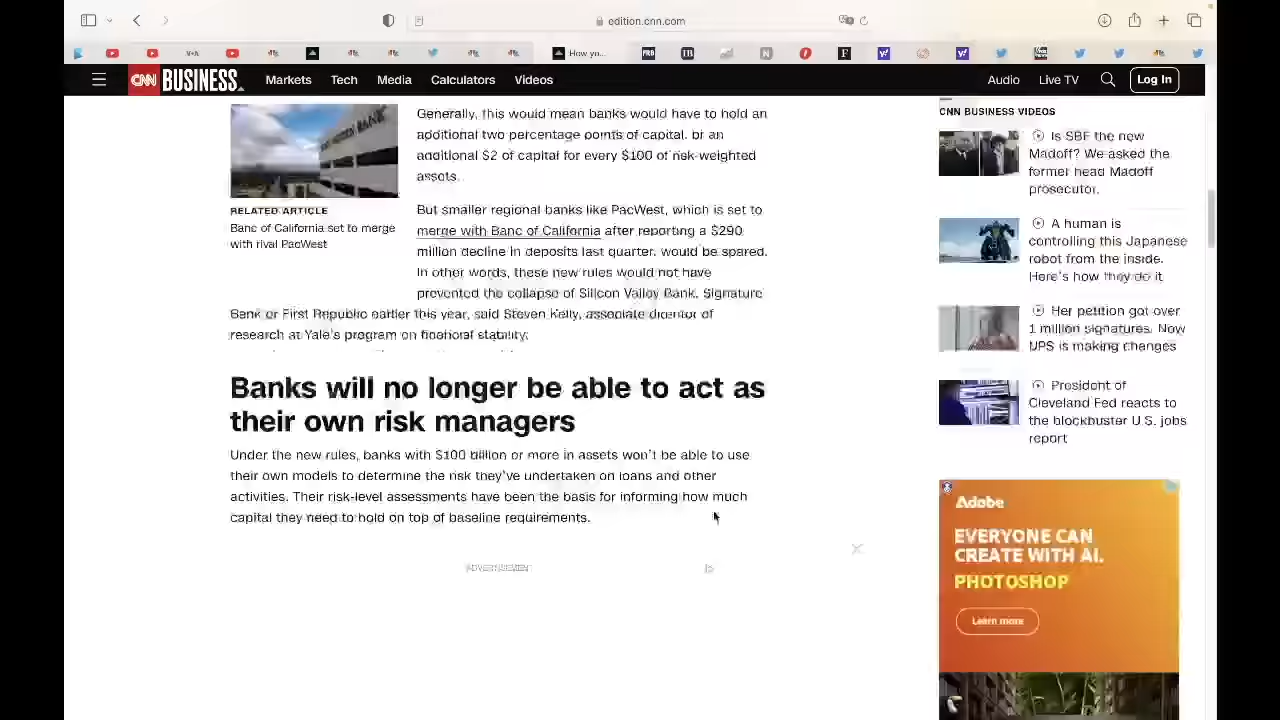 edition.cnn.com
How yo...
CNN BUSINESS
Markets Tech Media Calculators Videos
Audio Live TV Log In
Generally, this would mean banks would have to hold an
additional two percentage points of capital, or an
additional $2 of capital for every $100 of risk-weighted
assets.
RELATED ARTICLE
Banc of California set to merge
with rival PacWest
But smaller regional banks like PacWest, which is set to
merge with Banc of California after reporting a $290
million decline in deposits last quarter, would be spared.
In other words, these new rules would not have
prevented the collapse of Silicon Valley Bank, Signature
Bank or First Republic earlier this year, said Steven Kelly, associate director of
research at Yale's program on financial stability.
Banks will no longer be able to act as
their own risk managers
Under the new rules, banks with $100 billion or more in assets won't be able to use
their own models to determine the risk they've undertaken on loans and other
activities. Their risk-level assessments have been the basis for informing how much
capital they need to hold on top of baseline requirements.
Advertisement
CNN BUSINESS VIDEOS
Is SBF the new
Madoff? We asked the
former head Madoff
prosecutor.
A human is
controlling this Japanese
robot from the inside.
Here's how they do it
Her petition got over
1 million signatures. Now
UPS is making changes
President of
Cleveland Fed reacts to
the blockbuster U.S. jobs
report
Adobe
EVERYONE CAN
CREATE WITH AI.
PHOTOSHOP
Learn more